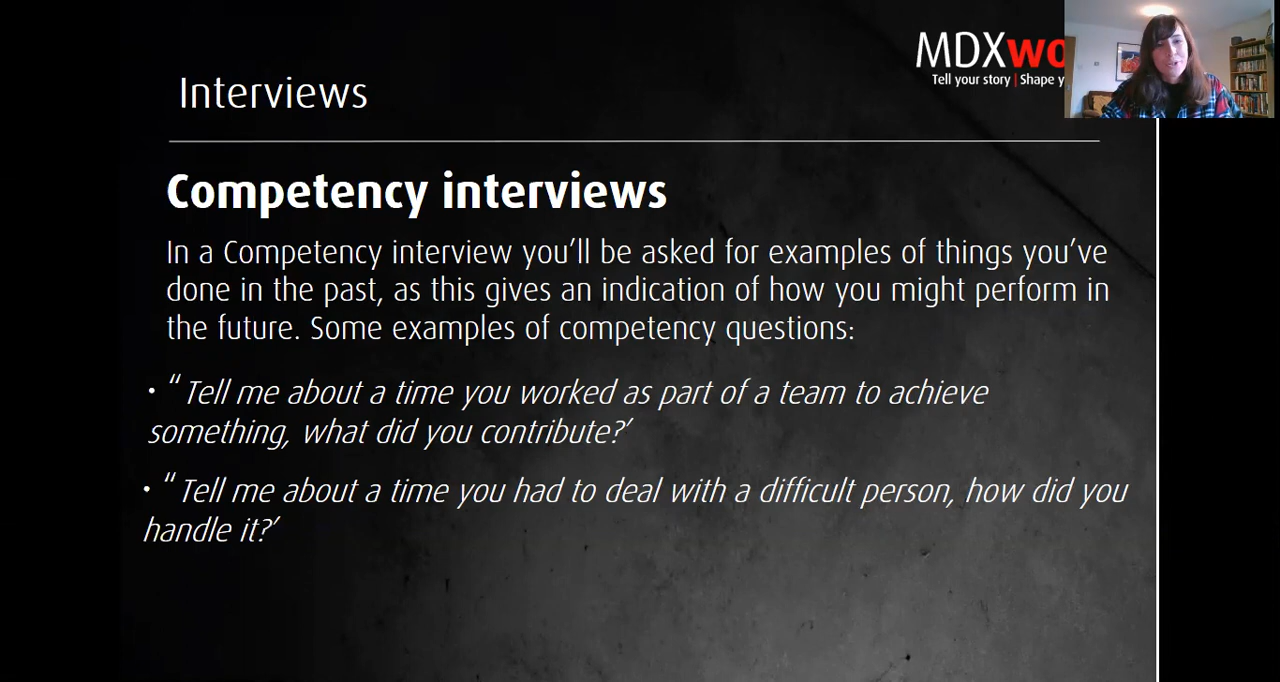 MDXwo
Tell your story | Shape y
Interviews
Competency interviews
In a Competency interview you’ll be asked for examples of things you’ve
done in the past, as this gives an indication of how you might perform in
the future. Some examples of competency questions:
• “ Tell me about a time you worked as part of a team to achieve
something, what did you contribute?’
• “ Tell me about a time you had to deal with a difficult person, how did you
handle it?’